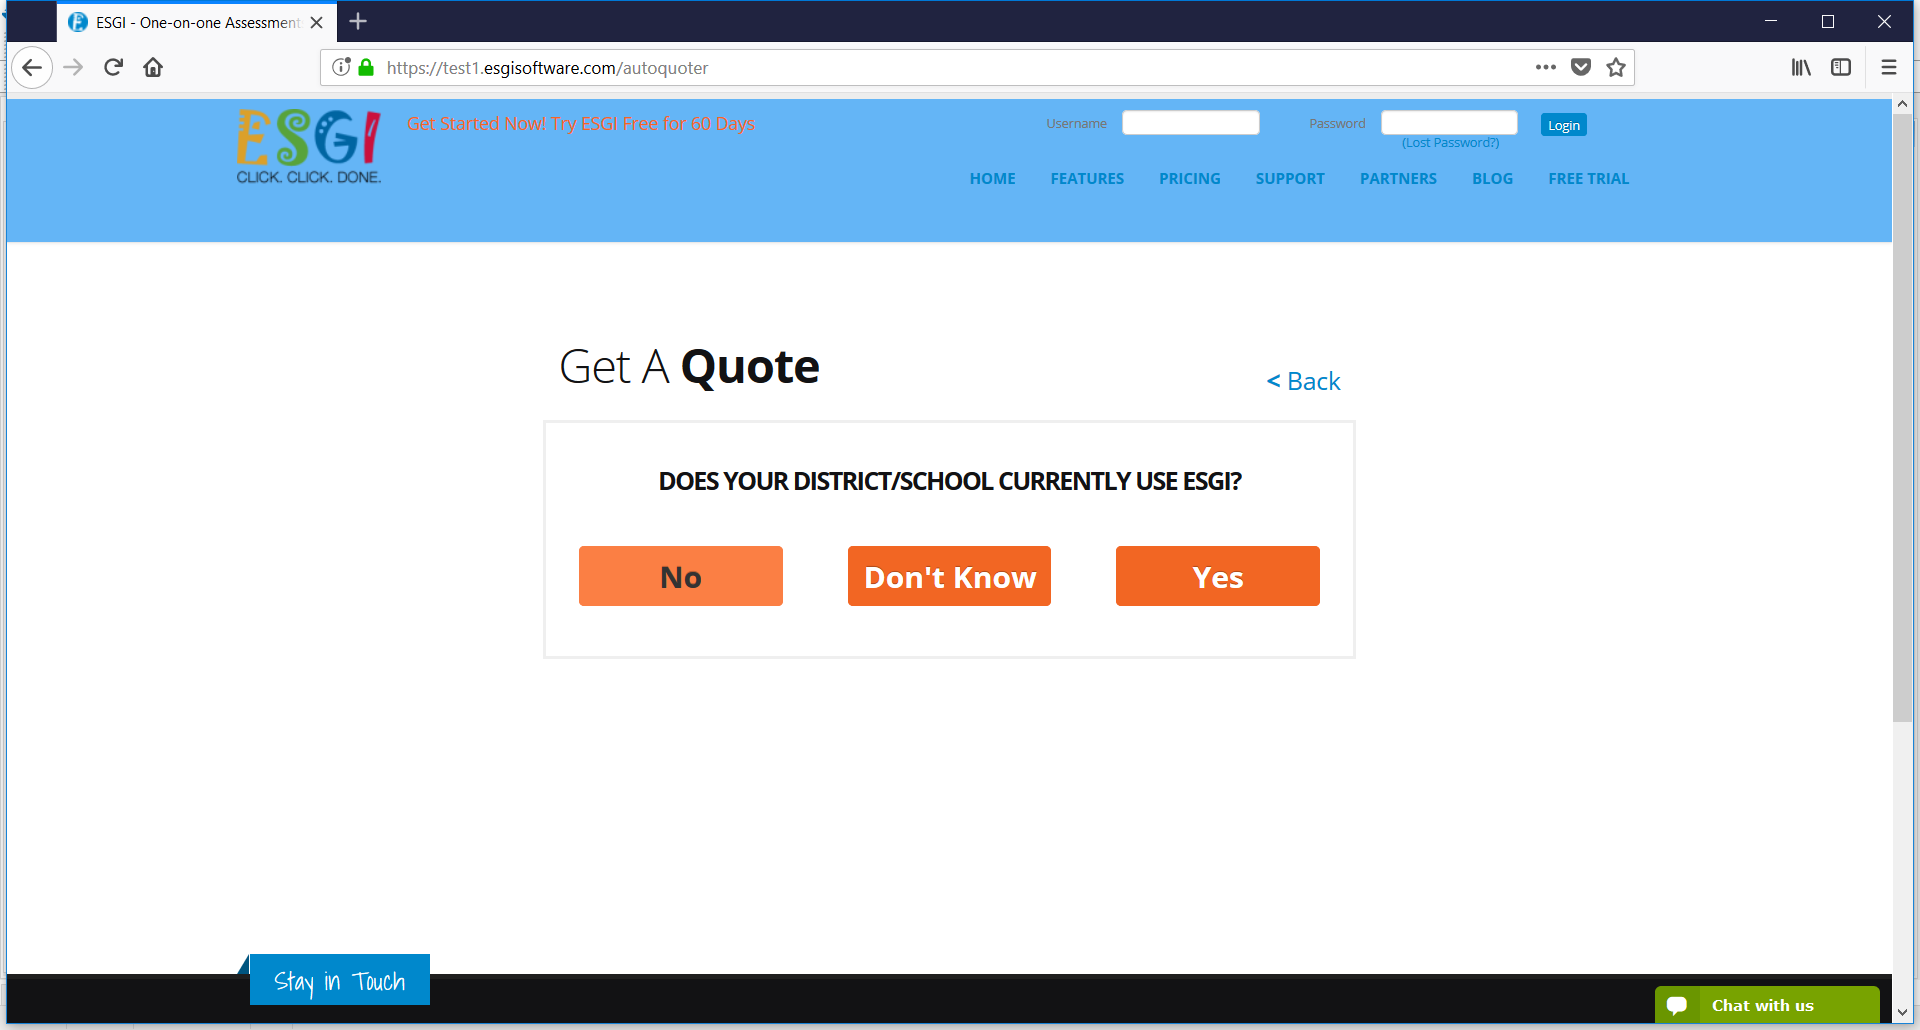 ESGI - One-on-one Assessment
https://test1.esgisoftware.com/autoquoter
ESGI
CLICK. CLICK. DONE.
Get Started Now! Try ESGI Free for 60 Days
Username
Password
Login
(Lost Password?)
HOME FEATURES PRICING SUPPORT PARTNERS BLOG FREE TRIAL
Get A Quote
< Back
DOES YOUR DISTRICT/SCHOOL CURRENTLY USE ESGI?
No
Don't Know
Yes
Stay in Touch
Chat with us